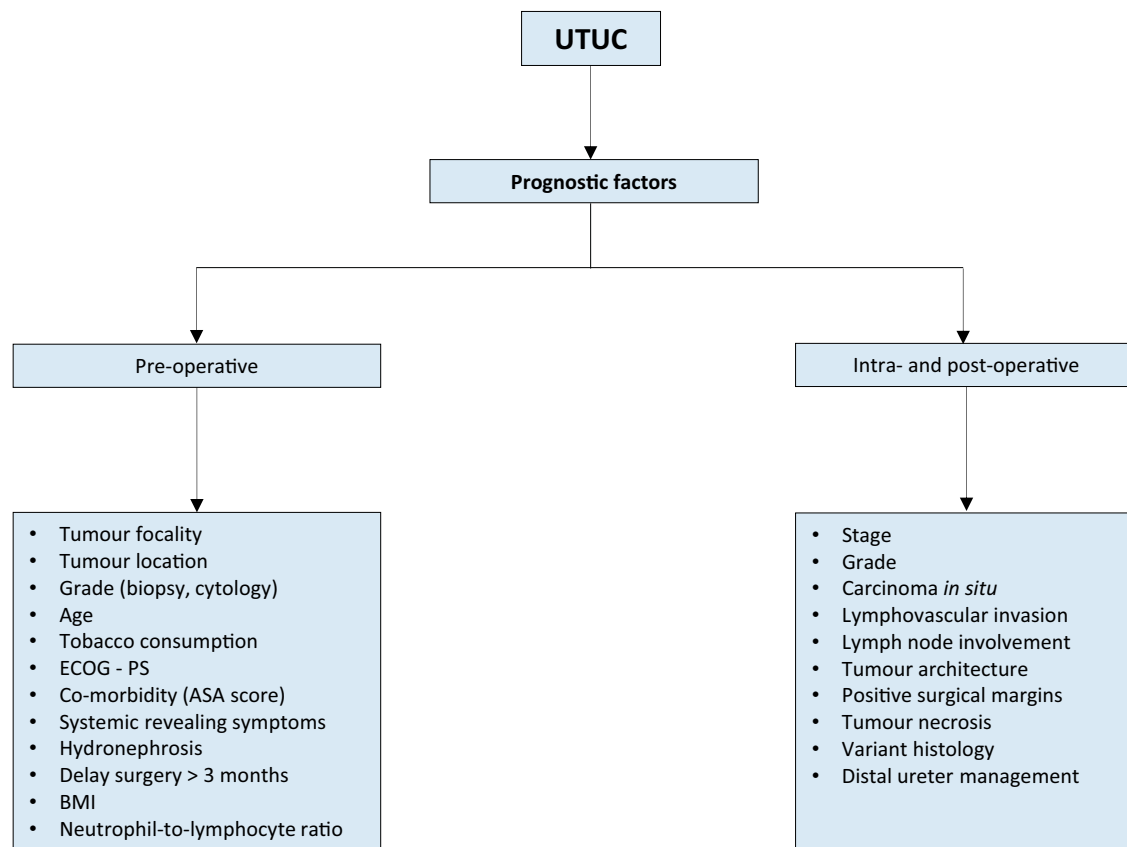 UTUC
Prognostic factors
Pre-operative
Intra- and post-operative
• Tumour focality
• Tumour location
• Grade (biopsy, cytology)
• Age
• Tobacco consumption
• ECOG - PS
• Co-morbidity (ASA score)
• Systemic revealing symptoms
• Hydronephrosis
• Delay surgery > 3 months
• BMI
• Neutrophil-to-lymphocyte ratio
• Stage
• Grade
• Carcinoma in situ
• Lymphovascular invasion
• Lymph node involvement
• Tumour architecture
• Positive surgical margins
• Tumour necrosis
• Variant histology
• Distal ureter management